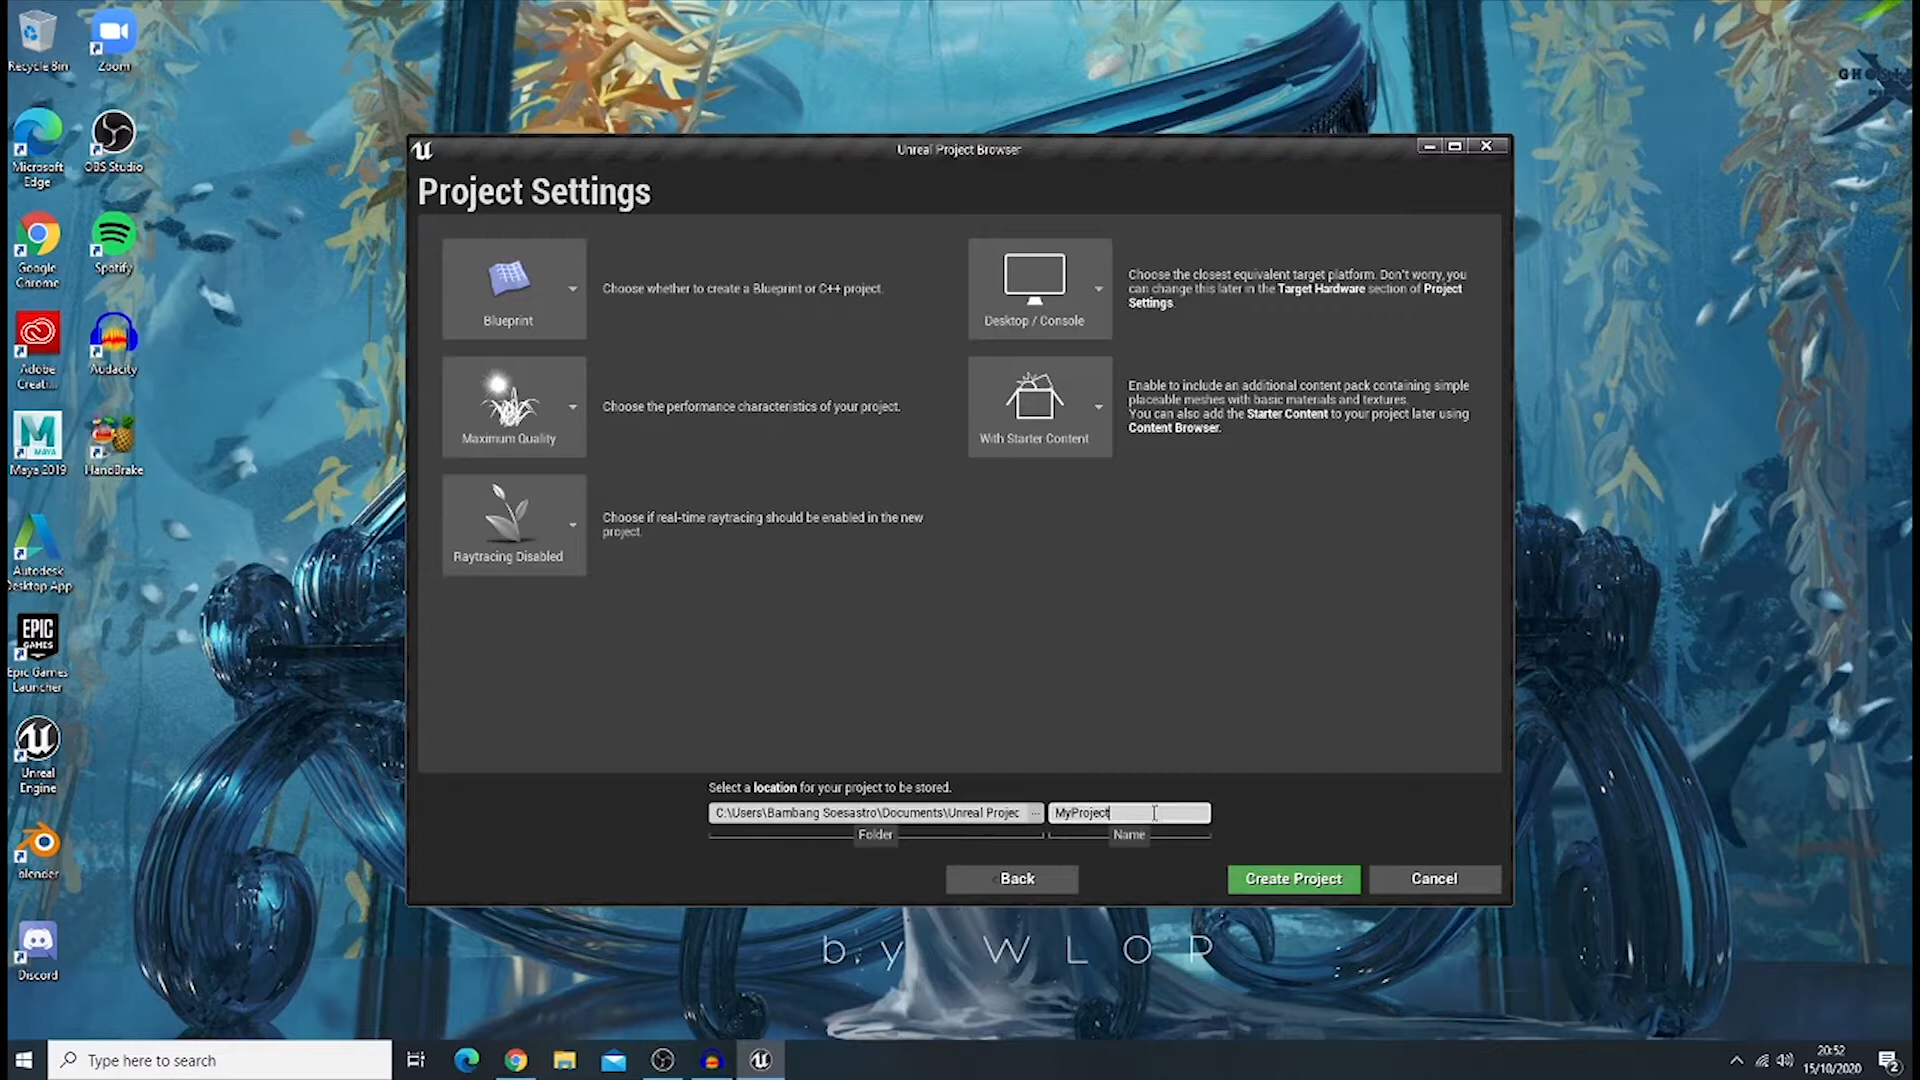 Recycle Bin
Zoom
Microsoft
Edge
OBS Studio
Google
Chrome
Spotify
Adobe
Creati...
Audacity
Maya 2019
HandBrake
Autodesk
Desktop App
EPIC
GAMES
Epic Games
Launcher
Unreal
Engine
blender
Discord
Unreal Project Browser
Project Settings
Blueprint
Choose whether to create a Blueprint or C++ project.
Desktop / Console
Choose the closest equivalent target platform. Don't worry, you
can change this later in the Target Hardware section of Project
Settings.
Maximum Quality
Choose the performance characteristics of your project.
With Starter Content
Enable to include an additional content pack containing simple
placeable meshes with basic materials and textures.
You can also add the Starter Content to your project later using
Content Browser.
Raytracing Disabled
Choose if real-time raytracing should be enabled in the new
project.
Select a location for your project to be stored.
C:\Users\Bambang Soesastro\Documents\Unreal Projec
...
MyProject
Folder
Name
Back
Create Project
Cancel
by WLOP
Type here to search
20:52
15/10/2020
2